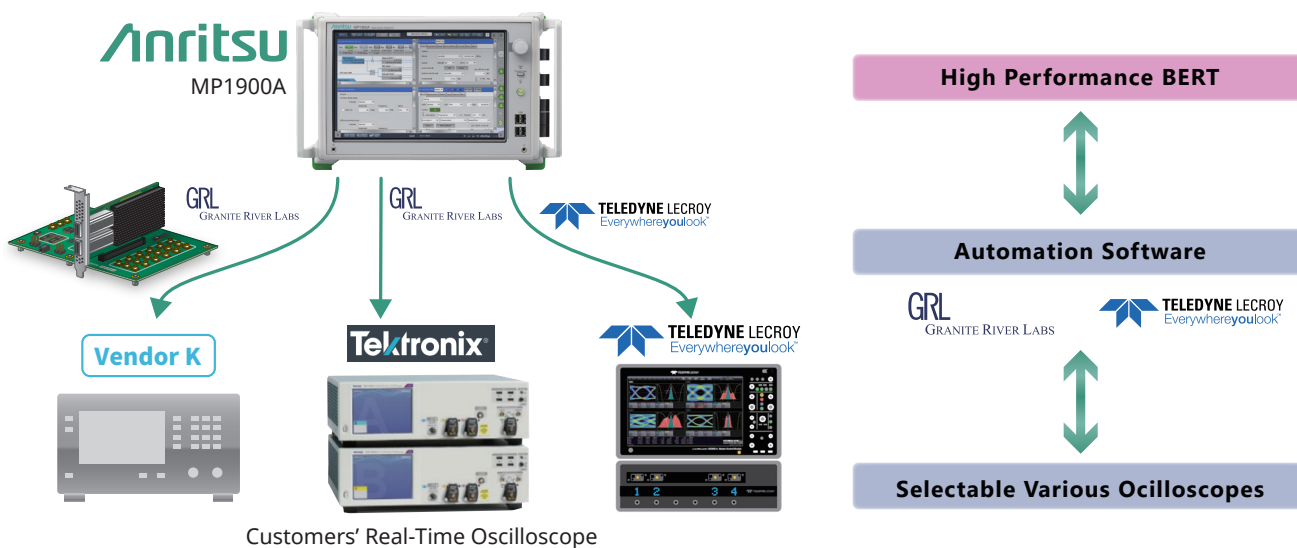 Anritsu
MP1900A
GRL
GRANITE RIVER LABS
GRL
GRANITE RIVER LABS
TELEDYNE LECROY
Everywhereyoulook™
Vendor K
Tektronix®
TELEDYNE LECROY
Everywhereyoulook™
A
B
1 2 3 4
Customers’ Real-Time Oscilloscope
High Performance BERT
Automation Software
GRL
GRANITE RIVER LABS
TELEDYNE LECROY
Everywhereyoulook™
Selectable Various Ocilloscopes